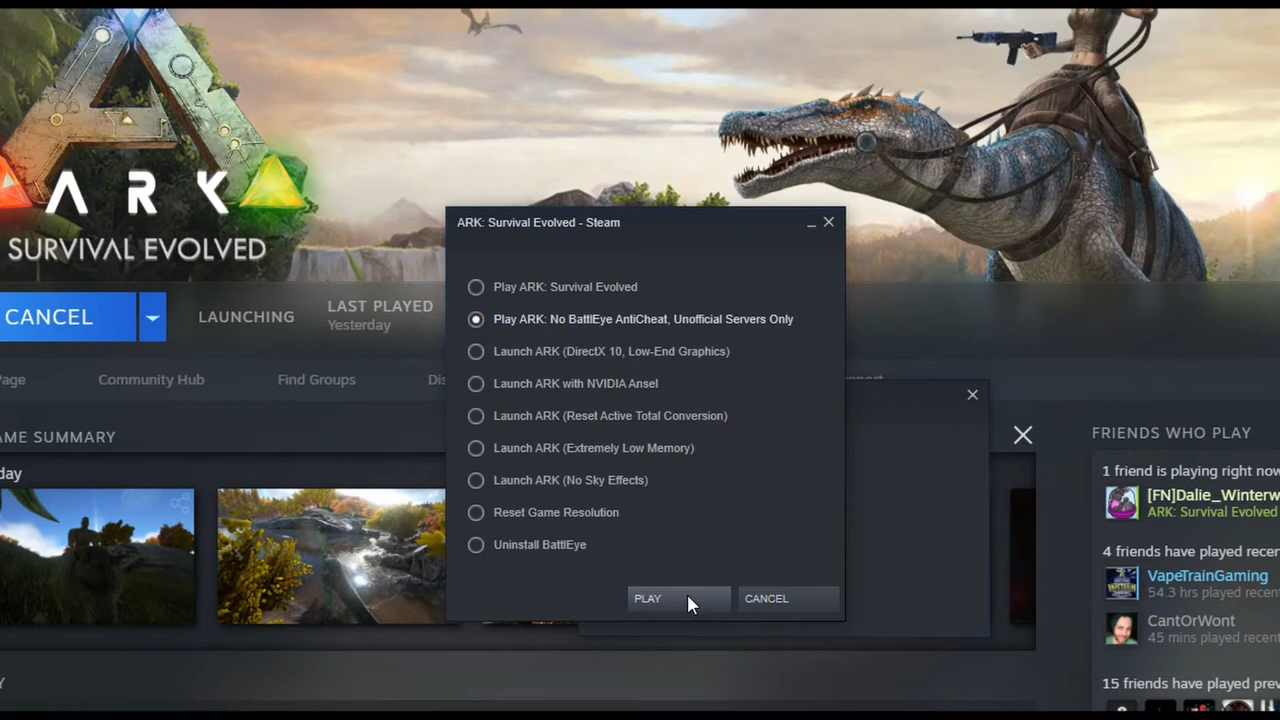 ARK
SURVIVAL EVOLVED
ARK: Survival Evolved - Steam
Play ARK: Survival Evolved
Play ARK: No BattlEye AntiCheat, Unofficial Servers Only
Launch ARK (DirectX 10, Low-End Graphics)
Launch ARK with NVIDIA Ansel
Launch ARK (Reset Active Total Conversion)
Launch ARK (Extremely Low Memory)
Launch ARK (No Sky Effects)
Reset Game Resolution
Uninstall BattlEye
PLAY
CANCEL
CANCEL
LAUNCHING
LAST PLAYED
Yesterday
Community Hub
Find Groups
FRIENDS WHO PLAY
1 friend is playing right now
[FN]Dalie_Winterw
ARK: Survival Evolved
4 friends have played recen
VapeTrainGaming
54.3 hrs played recent
CantOrWont
45 mins played recent
15 friends have played prev